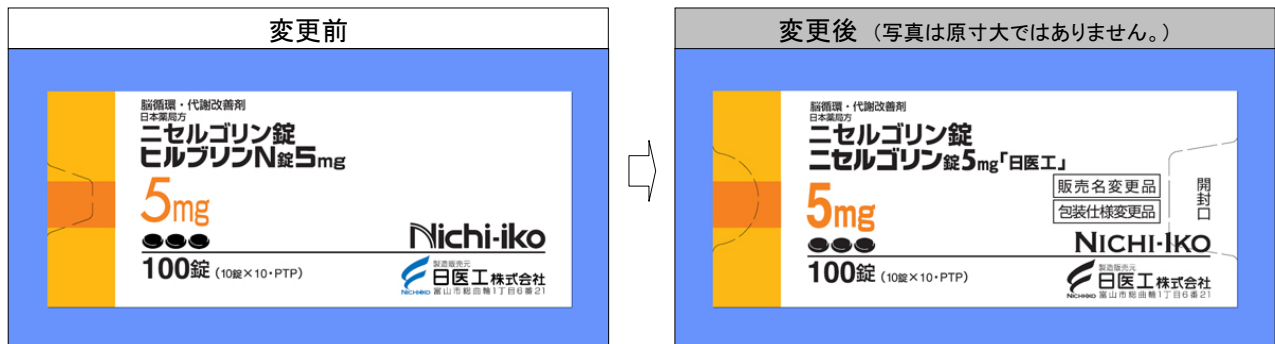 変更前
脳循環・代謝改善剤
日本薬局方
ニセルゴリン錠
ヒルブリンN錠5mg
5mg
100錠 (10錠×10・PTP)
Nichi-iko
製造販売元
日医工株式会社
NICHI-IKO 富山市総曲輪1丁目6番21
変更後 (写真は原寸大ではありません。)
脳循環・代謝改善剤
日本薬局方
ニセルゴリン錠
ニセルゴリン錠5mg「日医工」
5mg
販売名変更品
包装仕様変更品
開封口
100錠 (10錠×10・PTP)
NICHI-IKO
製造販売元
日医工株式会社
NICHI-IKO 富山市総曲輪1丁目6番21